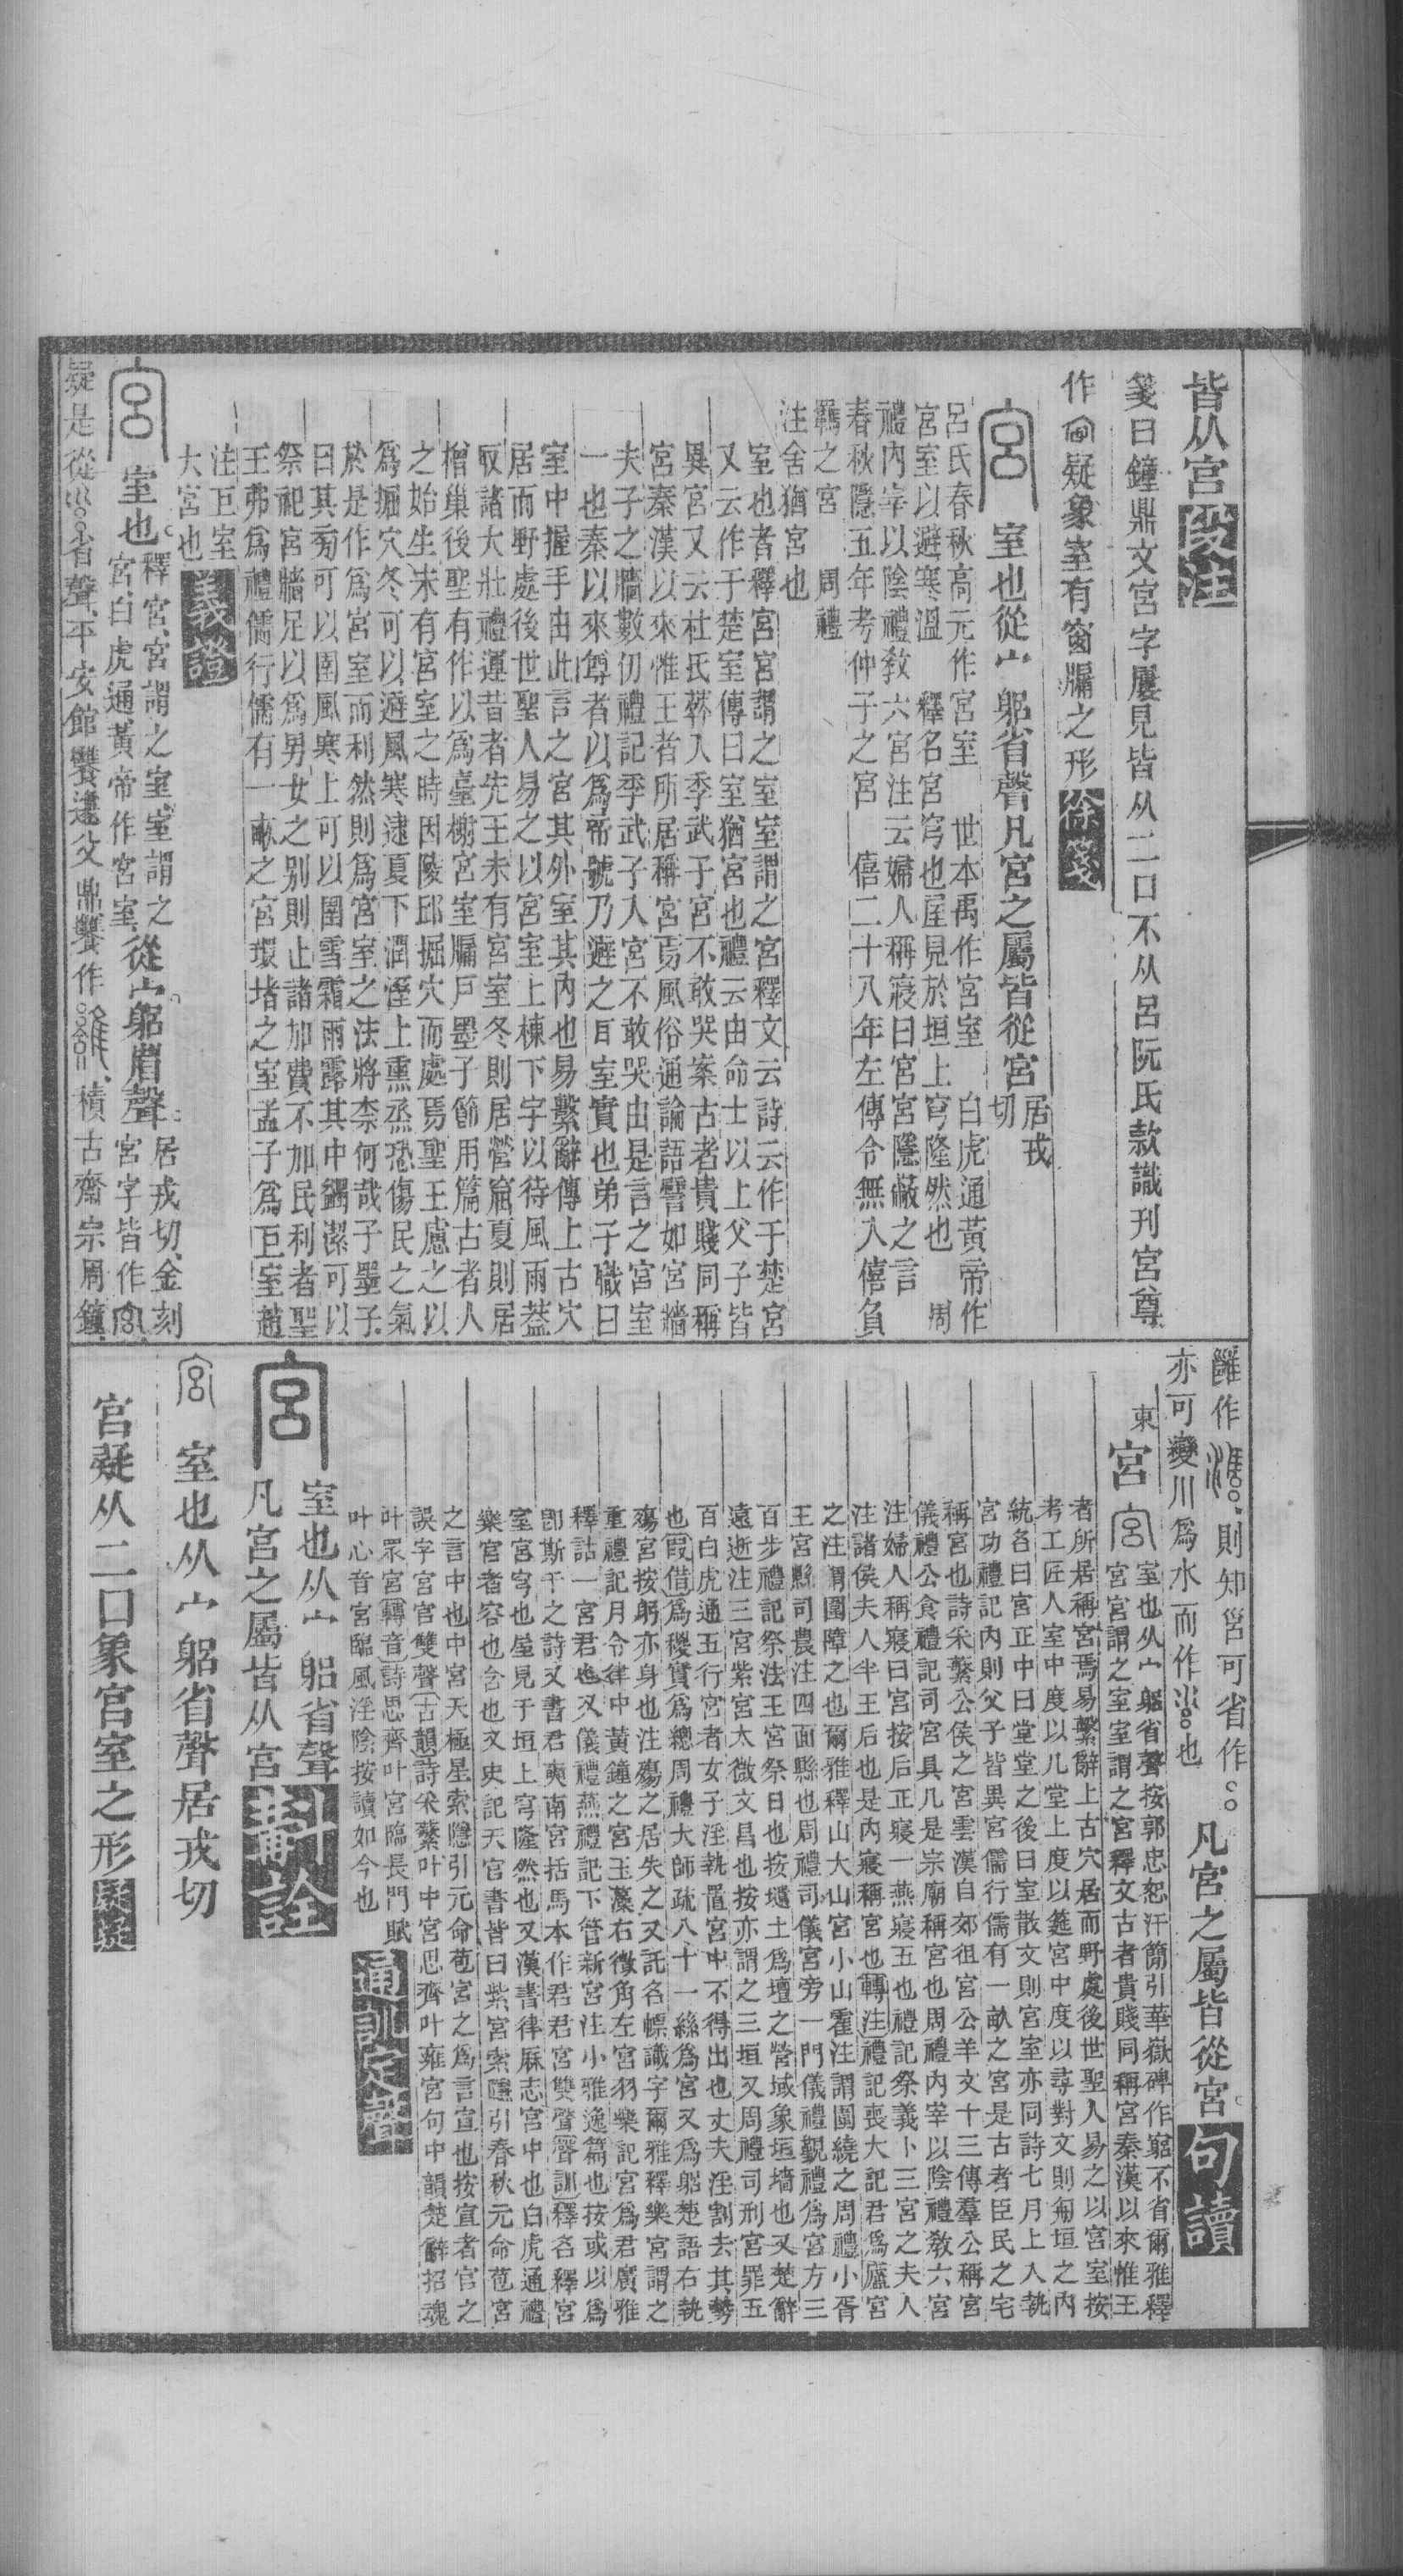 皆从宮段注
箋曰鐘鼎文宮字屢見皆从二口不从呂阮氏款識刊宮尊
作疑象室有窗牖之形徐箋
宮 室也從宀躳省聲凡宮之屬皆從宮居戎切
呂氏春秋高元作宮室 世本禹作宮室 白虎通黃帝作
宮室以避寒溫 釋名宮穹也屋見於垣上穹隆然也 周
禮內宰以陰禮敎六宮注云婦人稱寢曰宮宮隱蔽之言
春秋隱五年考仲子之宮 僖二十八年左傳令無入僖負
羈之宮 周禮
注舍猶宮也
室也者釋宮宮謂之室室謂之宮釋文云詩云作于楚宮
又云作于楚室傳曰室猶宮也禮云由命士以上父子皆
異宮又云杜氏葬入季武子宮不敢哭案古者貴賤同稱
宮秦漢以來惟王者所居稱宮焉風俗通論語譬如宮牆
夫子之牆數仞禮記季武子入宮不敢哭由是言之宮室
一也秦以來尊者以爲帝號乃避之耳室實也弟子職曰
室中握手由此言之宮其外室其內也易繫辭傳上古穴
居而野處後世聖人易之以宮室上棟下宇以待風雨蓋
取諸大壯禮運昔者先王未有宮室冬則居營窟夏則居
橧巢後聖有作以爲臺榭宮室牖戶墨子節用篇古者人
之始生未有宮室之時因陵邱掘穴而處焉聖王慮之以
爲掘穴冬可以避風寒逮夏下潤溼上熏烝恐傷民之氣
於是作爲宮室而利然則爲宮室之法將柰何哉子墨子
曰其旁可以圉風寒上可以圉雪霜雨露其中蠲潔可以
祭祀宮牆足以爲男女之別則止諸加費不加民利者聖
王弗爲禮儒行儒有一畝之宮環堵之室孟子爲巨室趙
注巨室
大宮也義證
宮 室也釋宮宮謂之室室謂之宮白虎通黃帝作宮室從宀躳省聲居戎切金刻宮字皆作
疑是從省聲平安館饔邍父鼎饔作積古齋宗周鐘
雝作則知㕣可省作凡宮之屬皆從宮句讀
亦可變川爲水而作也
東
宮 室也从宀躳省聲按郭忠恕汗簡引華嶽碑作竆不省爾雅釋
宮宮謂之室室謂之宮釋文古者貴賤同稱宮秦漢以來惟王
者所居稱宮焉易繫辭上古穴居而野處後世聖人易之以宮室按
考工匠人室中度以几堂上度以筵宮中度以尋對文則匊垣之內
統名曰宮正中曰堂堂之後曰室散文則宮室亦同詩七月上入執
宮功禮記內則父子皆異宮儒行儒有一畝之宮是古者臣民之宅
稱宮也詩采蘩公侯之宮雲漢自郊徂宮公羊文十三傳羣公稱宮
儀禮公食禮記司宮具几是宗廟稱宮也周禮內宰以陰禮敎六宮
注婦人稱寢曰宮按后正寢一燕寢五也禮記祭義卜三宮之夫人
注諸侯夫人半王后也是內寢稱宮也轉注禮記喪大記君爲廬宮
之注謂圍障之也爾雅釋山大山宮小山霍注謂圍繞之周禮小胥
王宮縣司農注四面縣也周禮司儀宮旁一門儀禮覲禮爲宮方三
百步禮記祭法王宮祭日也按壝土爲壇之營域象垣墻也又楚辭
遠逝注三宮紫宮太微文昌也按亦謂之三垣又周禮司刑宮罪五
百白虎通五行宮者女子淫執置宮中不得出也丈夫淫割去其勢
也叚借爲稷實爲總周禮大師疏八十一絲爲宮又爲躳楚語右執
殤宮按躬亦身也注殤之居失之又託名幖識字爾雅釋樂宮謂之
重禮記月令律中黃鐘之宮玉藻右徵角左宮羽樂記宮爲君廣雅
釋詁一宮君也又儀禮燕禮記下管新宮注小雅逸篇也按或以爲
卽斯干之詩又書君奭南宮括馬本作君君宮雙聲聲訓釋名釋宮
室宮穹也屋見于垣上穹隆然也又漢書律厤志宮中也白虎通禮
樂宮者容也含也又史記天官書皆曰紫宮索隱引春秋元命苞宮
之言中也中宮天極星索隱引元命苞宮之爲言宣也按宣者宮之
誤字宮官雙聲古韻詩采蘩叶中宮思齊叶雍宮句中韻楚辭招魂
叶眾宮轉音詩思齊叶宮臨長門賦
叶心音宮臨風淫陰按讀如今也通訓定聲
宮 室也从宀躳省聲
凡宮之屬皆从宮詮
宮 室也从宀躳省聲居戎切
宮疑从二口象宮室之形